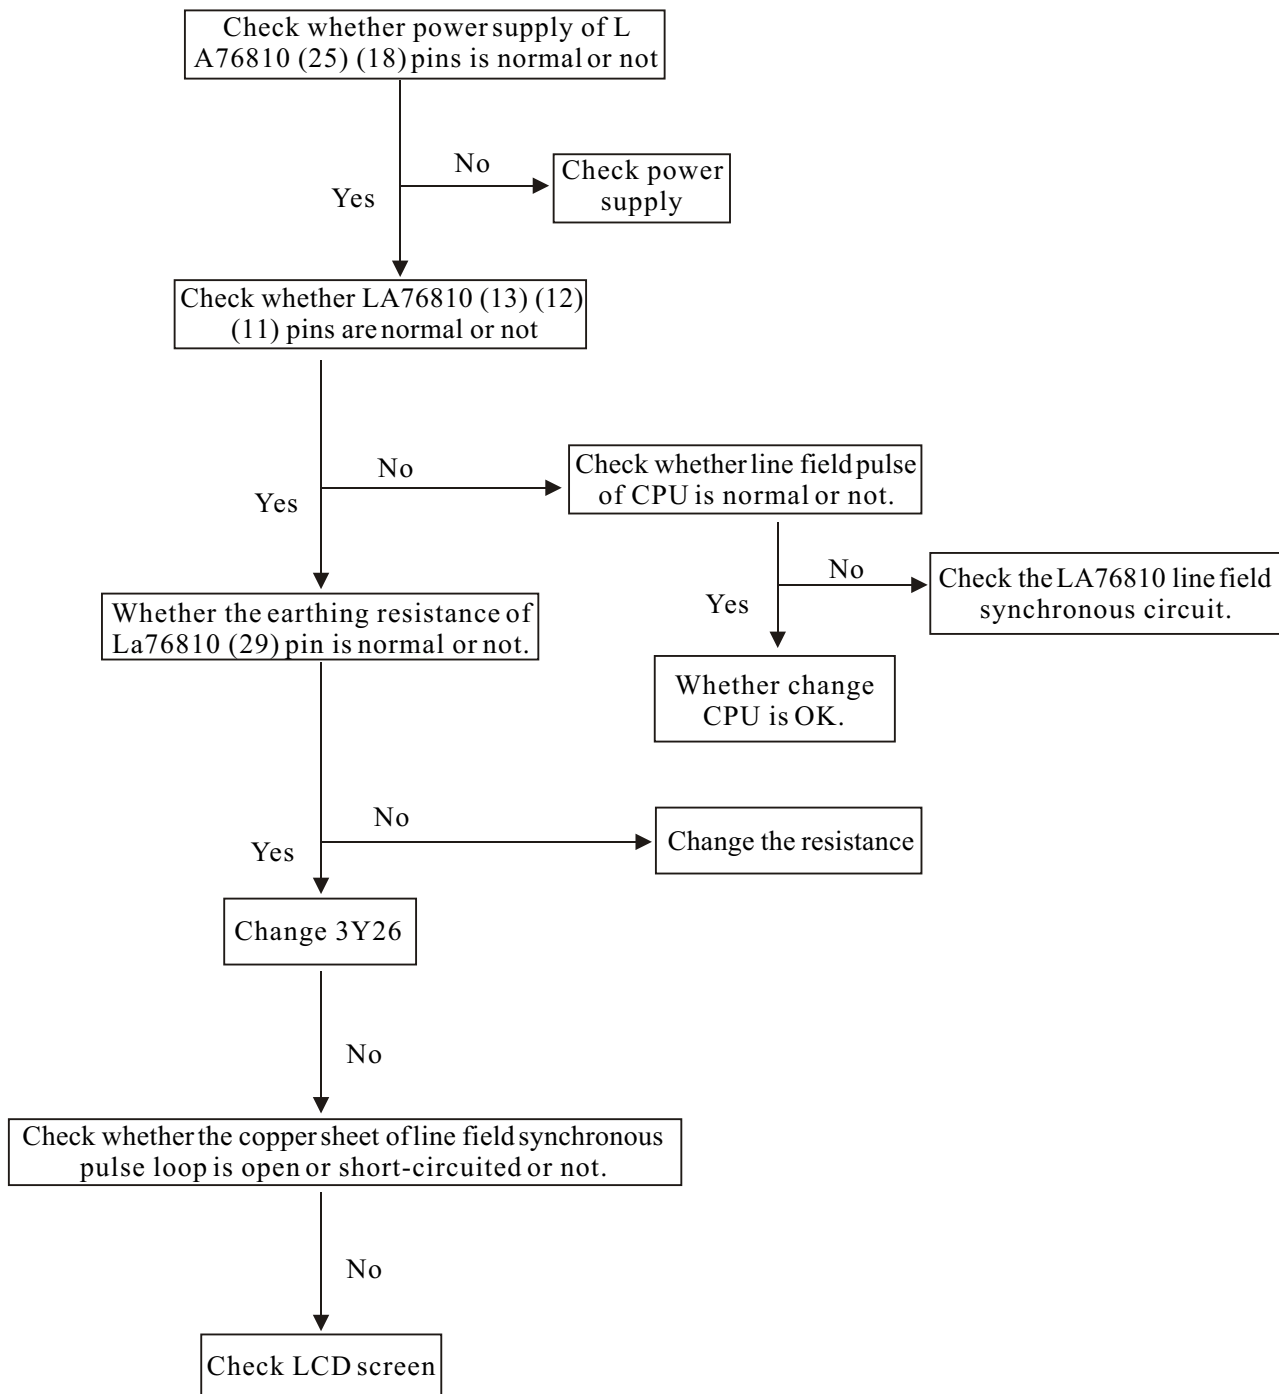 Check whether power supply of L
A76810 (25) (18) pins is normal or not
No
Check power
supply
Yes
Check whether LA76810 (13) (12)
(11) pins are normal or not
No
Check whether line field pulse
of CPU is normal or not.
Yes
No
Check the LA76810 line field
synchronous circuit.
Yes
Whether the earthing resistance of
La76810 (29) pin is normal or not.
Whether change
CPU is OK.
No
Change the resistance
Yes
Change 3Y26
No
Check whether the copper sheet of line field synchronous
pulse loop is open or short-circuited or not.
No
Check LCD screen